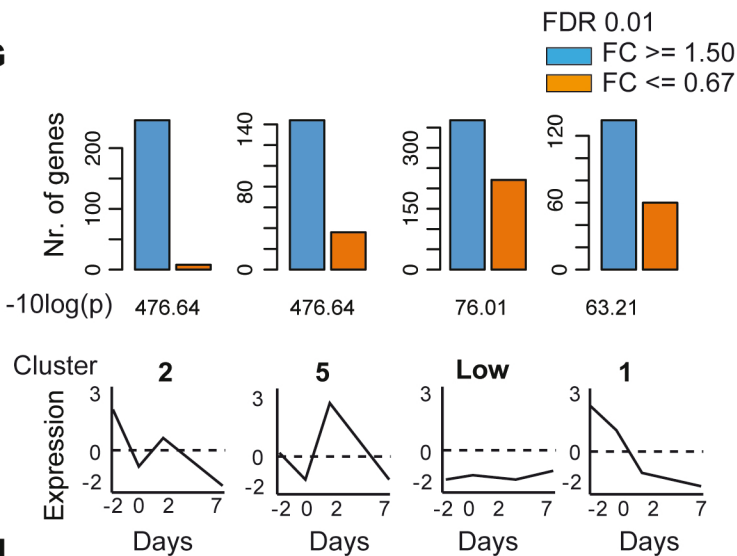 G
FDR 0.01
FC >= 1.50
FC <= 0.67
Nr. of genes
0 100 200
0 80 140
0 150 300
0 60 120
-10log(p) 476.64 476.64 76.01 63.21
Cluster 2 5 Low 1
Expression
3 3 3 3
0 0 0 0
-2 -2 -2 -2
-2 0 2 7 -2 0 2 7 -2 0 2 7 -2 0 2 7
Days Days Days Days